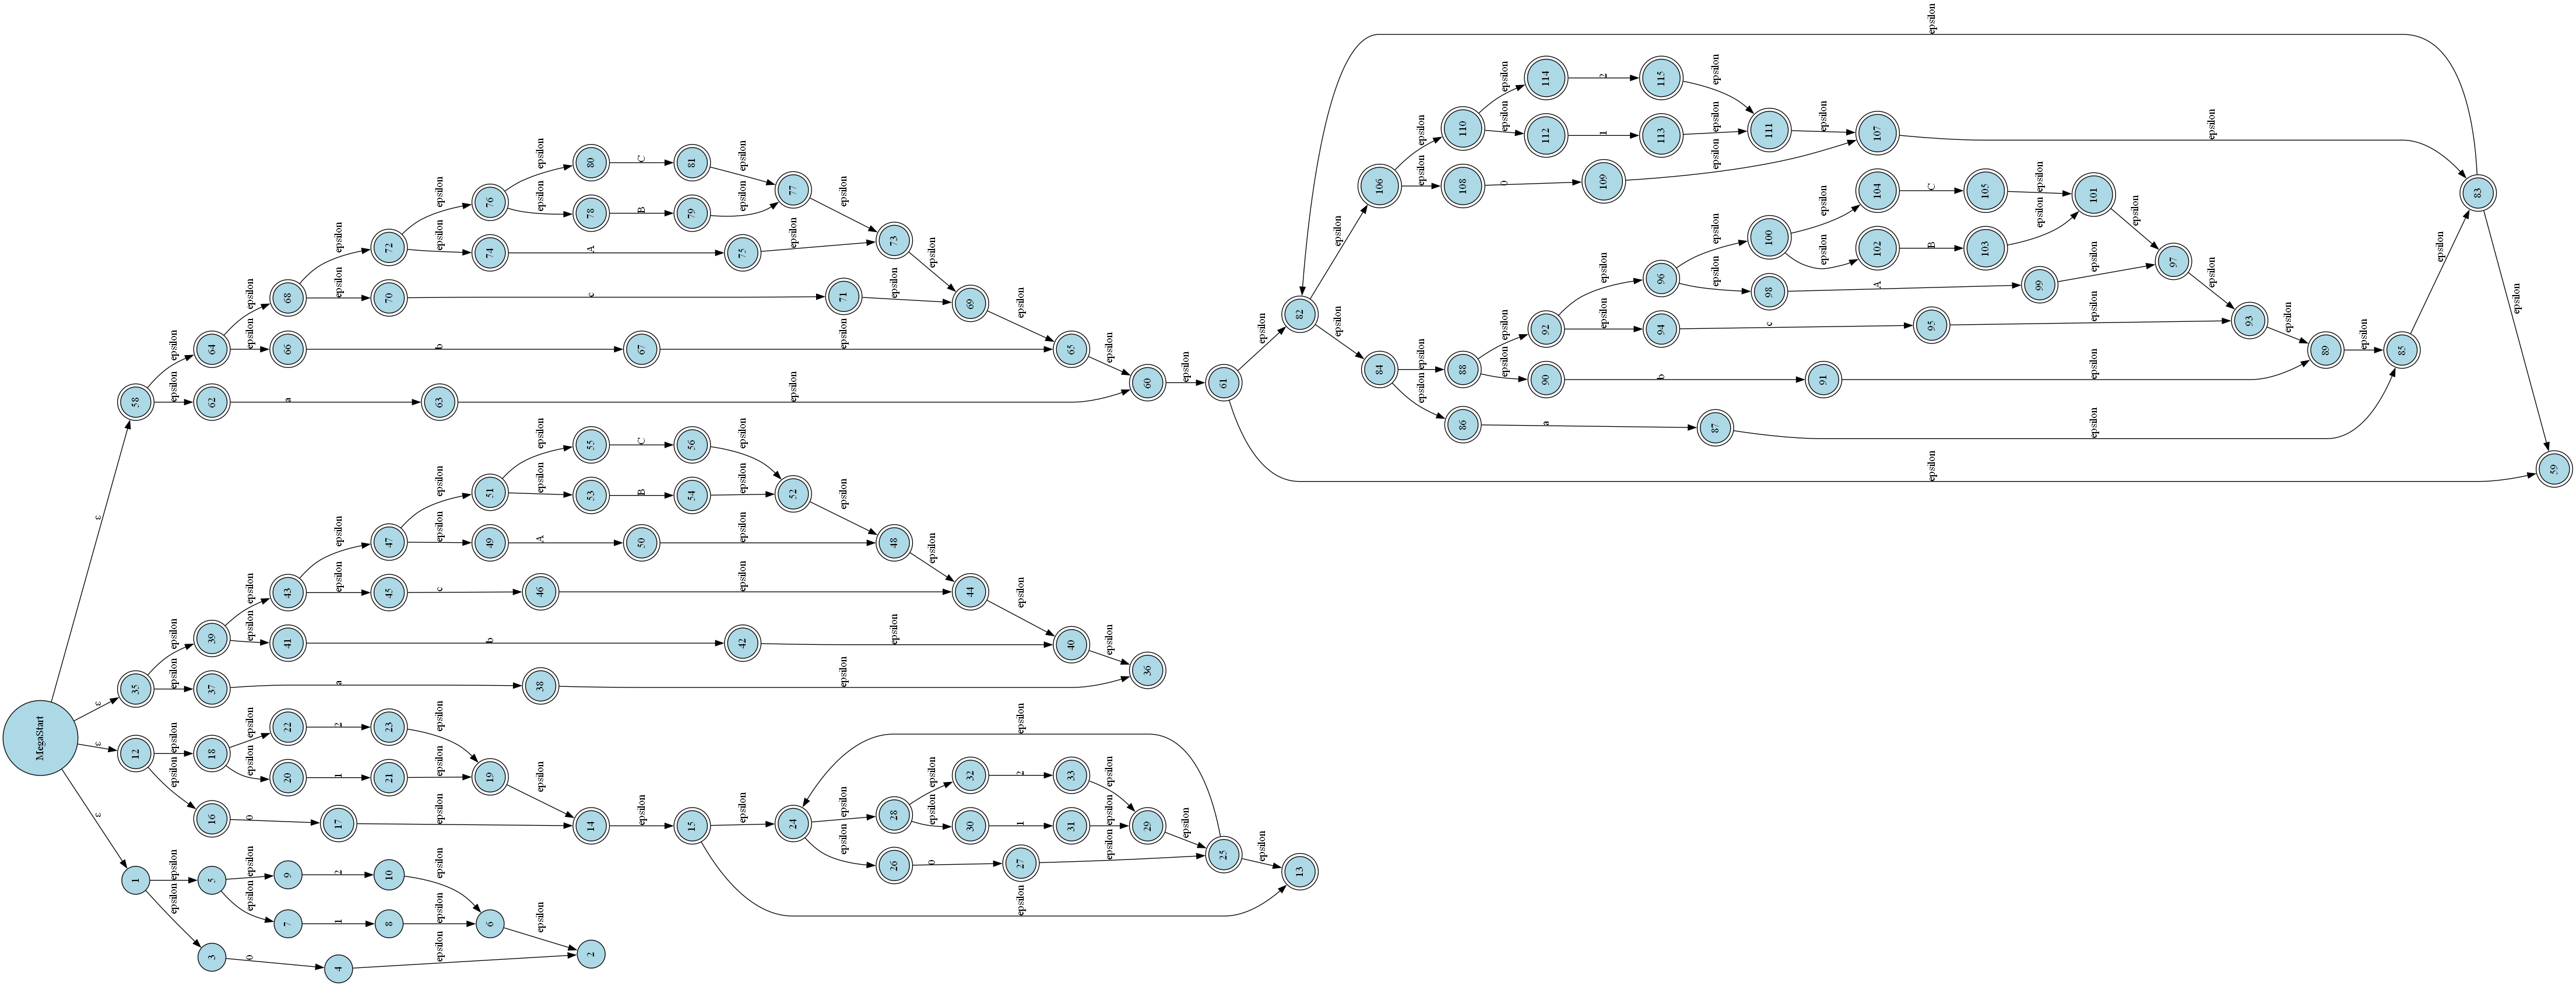 MegaStart
ε
58
epsilon
64
epsilon
68
epsilon
72
epsilon
76
epsilon
80
C
81
epsilon
77
epsilon
73
epsilon
69
epsilon
65
epsilon
60
epsilon
61
epsilon
78
B
79
epsilon
epsilon
74
A
75
epsilon
epsilon
70
c
71
epsilon
epsilon
66
b
67
epsilon
epsilon
62
a
63
epsilon
epsilon
82
epsilon
106
epsilon
110
epsilon
114
2
115
epsilon
111
epsilon
107
epsilon
83
epsilon
epsilon
59
epsilon
112
1
113
epsilon
epsilon
108
0
109
epsilon
epsilon
84
epsilon
88
epsilon
92
epsilon
96
epsilon
100
epsilon
104
C
105
epsilon
101
epsilon
97
epsilon
93
epsilon
89
epsilon
85
epsilon
epsilon
102
B
103
epsilon
epsilon
98
A
99
epsilon
epsilon
94
c
95
epsilon
epsilon
90
b
91
epsilon
epsilon
86
a
87
epsilon
epsilon
ε
35
epsilon
39
epsilon
43
epsilon
47
epsilon
51
epsilon
55
C
56
epsilon
52
epsilon
48
epsilon
44
epsilon
40
epsilon
36
epsilon
53
B
54
epsilon
epsilon
49
A
50
epsilon
epsilon
45
c
46
epsilon
epsilon
41
b
42
epsilon
epsilon
37
a
38
epsilon
ε
12
epsilon
18
epsilon
22
2
23
epsilon
19
epsilon
14
epsilon
15
epsilon
24
epsilon
28
epsilon
32
2
33
epsilon
29
epsilon
25
epsilon
epsilon
13
epsilon
20
1
21
epsilon
epsilon
16
0
17
epsilon
epsilon
30
1
31
epsilon
epsilon
26
0
27
epsilon
epsilon
ε
1
epsilon
5
epsilon
9
2
10
epsilon
6
epsilon
2
epsilon
7
1
8
epsilon
epsilon
3
0
4
epsilon